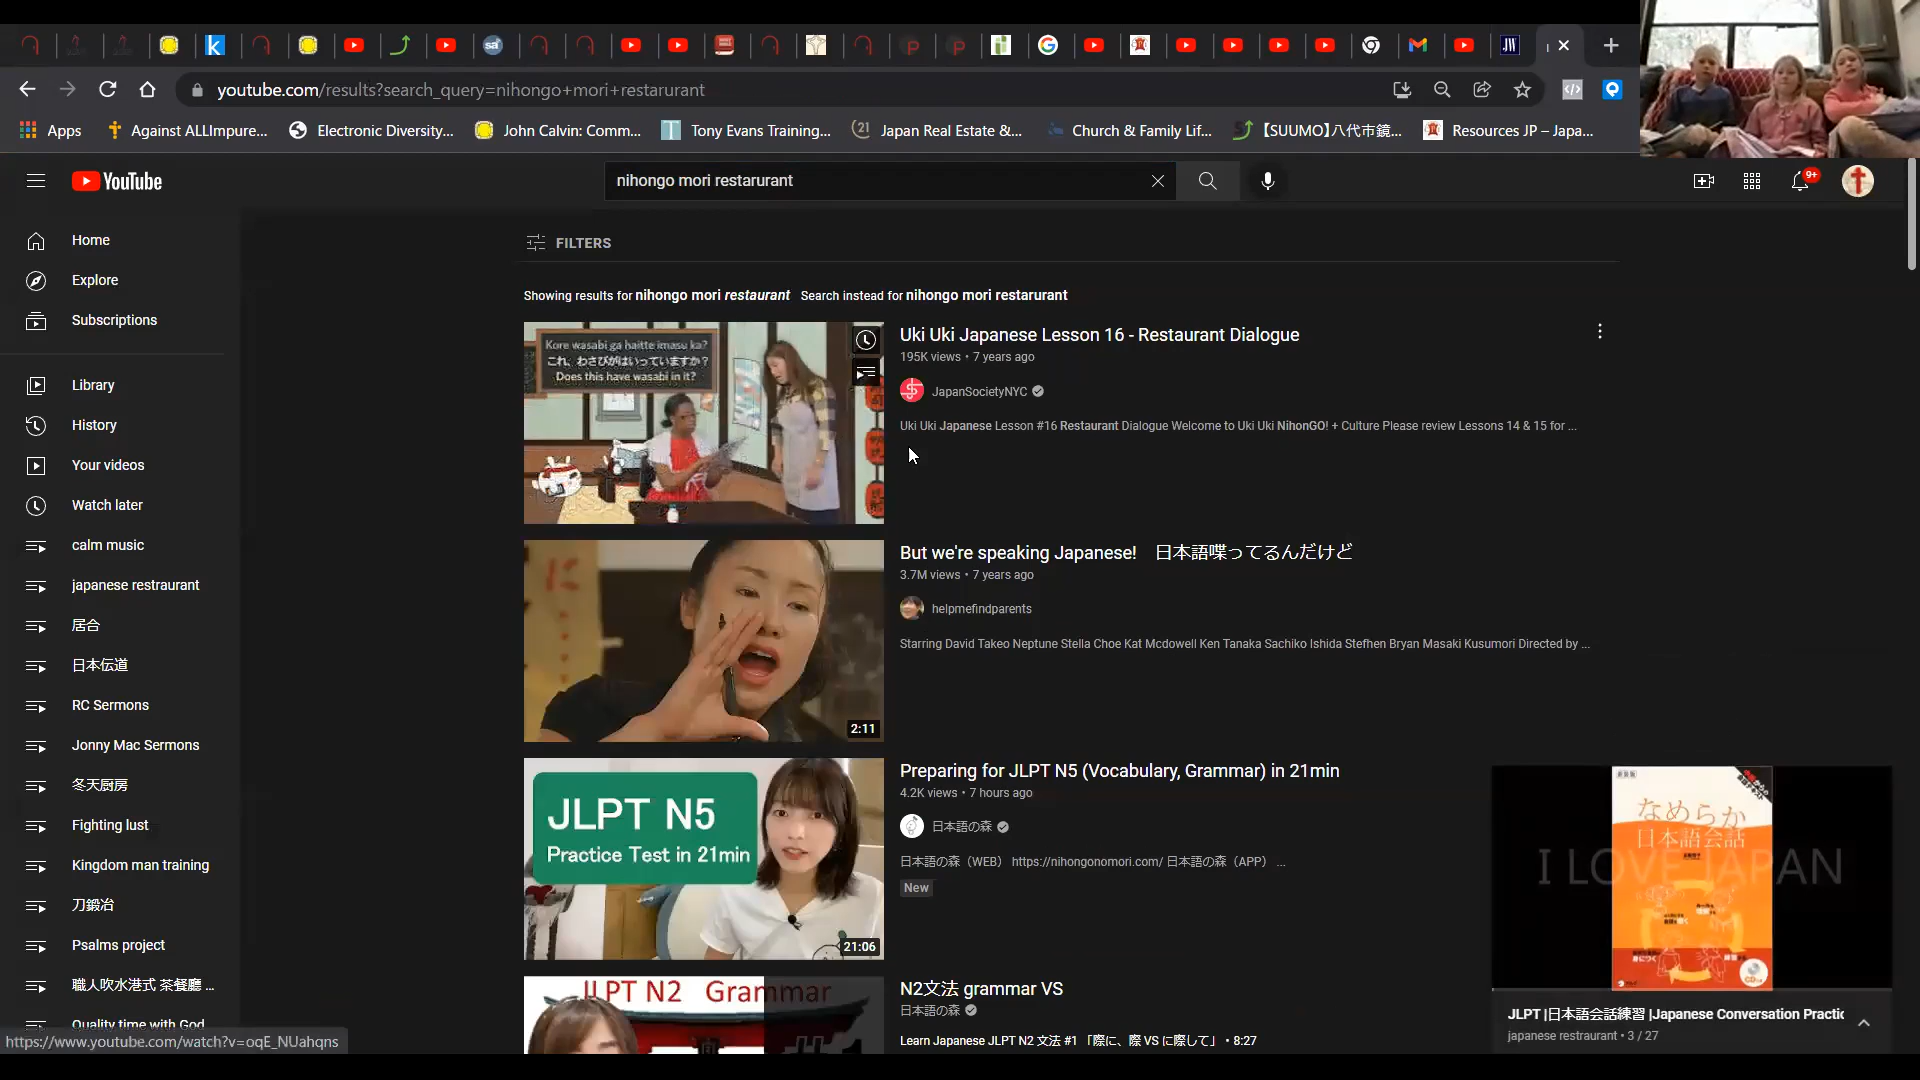 youtube.com/results?search_query=nihongo+mori+restarurant
Apps
Against ALLImpure...
Electronic Diversity...
John Calvin: Comm...
Tony Evans Training...
Japan Real Estate &...
Church & Family Lif...
【SUUMO】八代市鏡...
Resources JP – Japa...
YouTube
nihongo mori restarurant
9+
Home
Explore
Subscriptions
Library
History
Your videos
Watch later
calm music
japanese restraurant
居合
日本伝道
RC Sermons
Jonny Mac Sermons
冬天厨房
Fighting lust
Kingdom man training
刀鍛冶
Psalms project
職人吹水港式 茶餐廳 ...
Quality time with God
https://www.youtube.com/watch?v=oqE_NUahqns
FILTERS
Showing results for nihongo mori restaurant Search instead for nihongo mori restarurant
Kore wasabi ga haitte imasu ka?
これ、わさびがはいっていますか?
Does this have wasabi in it?
Uki Uki Japanese Lesson 16 - Restaurant Dialogue
195K views • 7 years ago
JapanSocietyNYC
Uki Uki Japanese Lesson #16 Restaurant Dialogue Welcome to Uki Uki NihonGO! + Culture Please review Lessons 14 & 15 for ...
2:11
But we're speaking Japanese! 日本語喋ってるんだけど
3.7M views • 7 years ago
helpmefindparents
Starring David Takeo Neptune Stella Choe Kat Mcdowell Ken Tanaka Sachiko Ishida Stefhen Bryan Masaki Kusumori Directed by ...
JLPT N5
Practice Test in 21min
21:06
Preparing for JLPT N5 (Vocabulary, Grammar) in 21min
4.2K views • 7 hours ago
日本語の森
日本語の森（WEB） https://nihongonomori.com/ 日本語の森（APP） ...
New
JLPT N2 Grammar
#1
N2文法 grammar VS
日本語の森
Learn Japanese JLPT N2 文法 #1 「際に、際 VS に際して」 • 8:27
なめらか
日本語会話
I LOVE JAPAN
JLPT |日本語会話練習 |Japanese Conversation Practic
japanese restraurant • 3 / 27